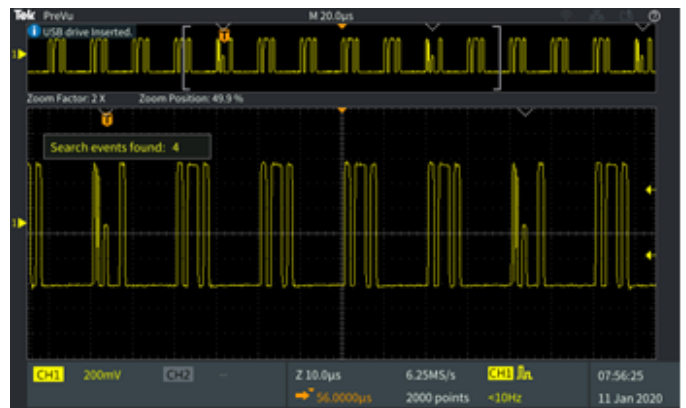 Tek PreVu M 20.0µs
USB drive Inserted.
Zoom Factor: 2 X Zoom Position: 49.9 %
Search events found: 4
CH1 200mV CH2 -- Z 10.0µs 6.25MS/s CH1 07:56:25
56.0000µs 2000 points <10Hz 11 Jan 2020